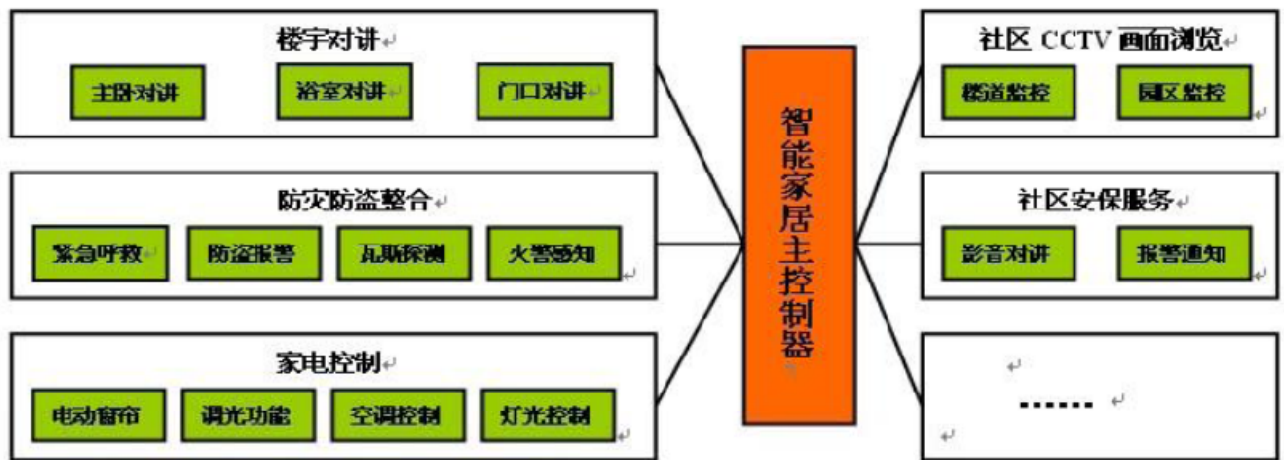 楼宇对讲
主卧对讲 浴室对讲 门口对讲
防灾防盗整合
紧急呼救 防盗报警 瓦斯探测 火警感知
家电控制
电动窗帘 调光功能 空调控制 灯光控制
智能家居主控制器
社区 CCTV 画面浏览
楼道监控 园区监控
社区安保服务
影音对讲 报警通知
......